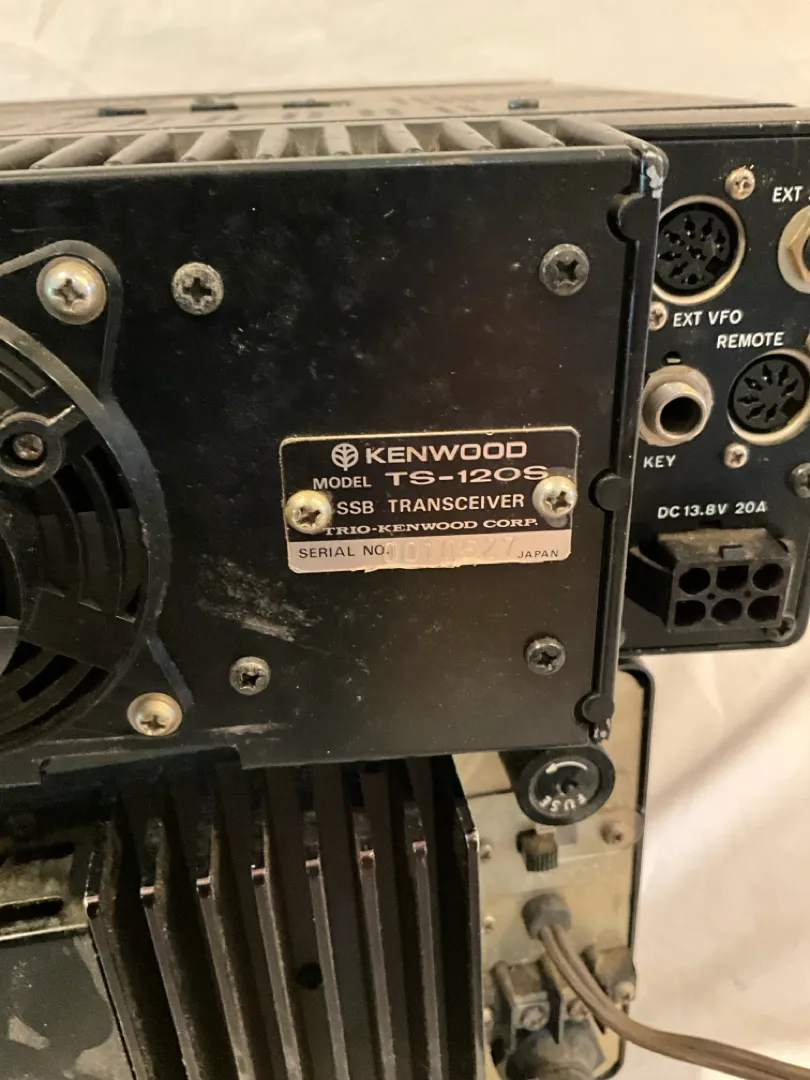 KENWOOD
MODEL TS-120S
SSB TRANSCEIVER
TRIO-KENWOOD CORP.
SERIAL NO.
JAPAN
EXT
EXT VFO
REMOTE
KEY
DC 13.8V 20A
FUSE